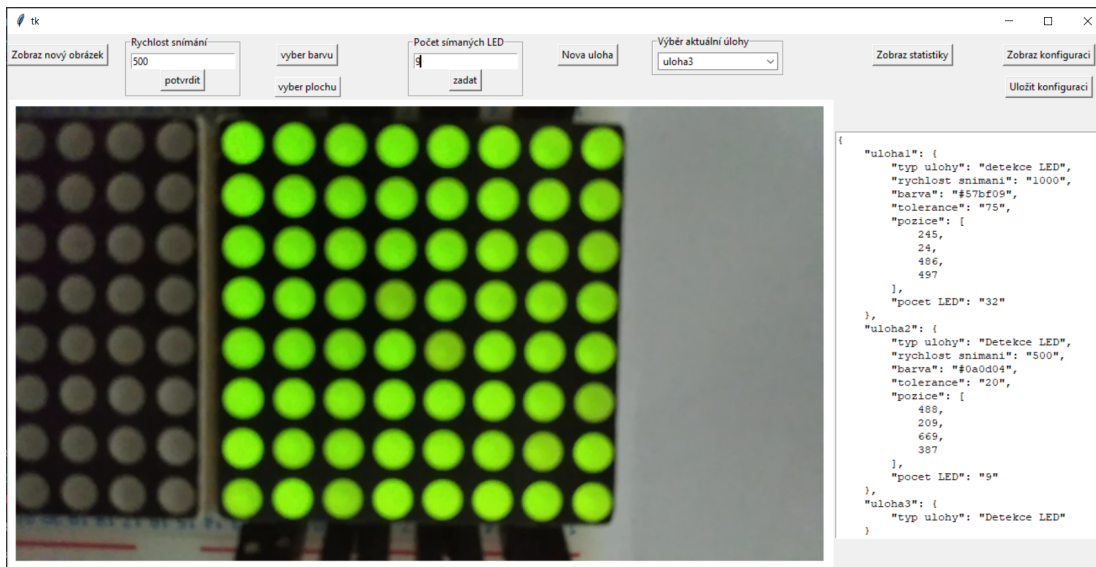 tk
Zobraz nový obrázek
Rychlost snímání
500
potvrdit
vyber barvu
vyber plochu
Počet símaných LED
9
zadat
Nova uloha
Výběr aktuální úlohy
uloha3
Zobraz statistiky
Zobraz konfiguraci
Uložit konfiguraci
{
"uloha1": {
"typ ulohy": "detekce LED",
"rychlost snimani": "1000",
"barva": "#57bf09",
"tolerance": "75",
"pozice": [
245,
24,
486,
497
],
"pocet LED": "32"
},
"uloha2": {
"typ ulohy": "Detekce LED",
"rychlost snimani": "500",
"barva": "#0a0d04",
"tolerance": "20",
"pozice": [
488,
209,
669,
387
],
"pocet LED": "9"
},
"uloha3": {
"typ ulohy": "Detekce LED"
}